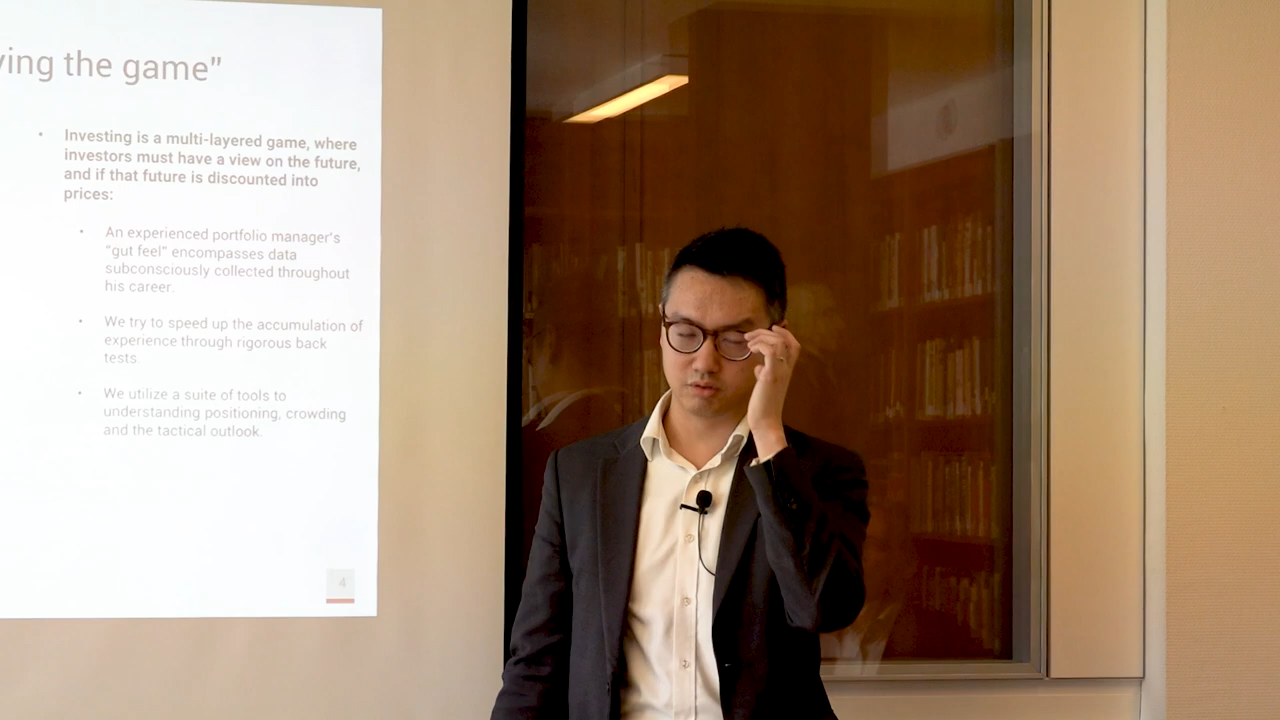 ying the game”
• Investing is a multi-layered game, where
investors must have a view on the future,
and if that future is discounted into
prices:
• An experienced portfolio manager's
"gut feel" encompasses data
subconsciously collected throughout
his career.
• We try to speed up the accumulation of
experience through rigorous back
tests.
• We utilize a suite of tools to
understanding positioning, crowding
and the tactical outlook.
4